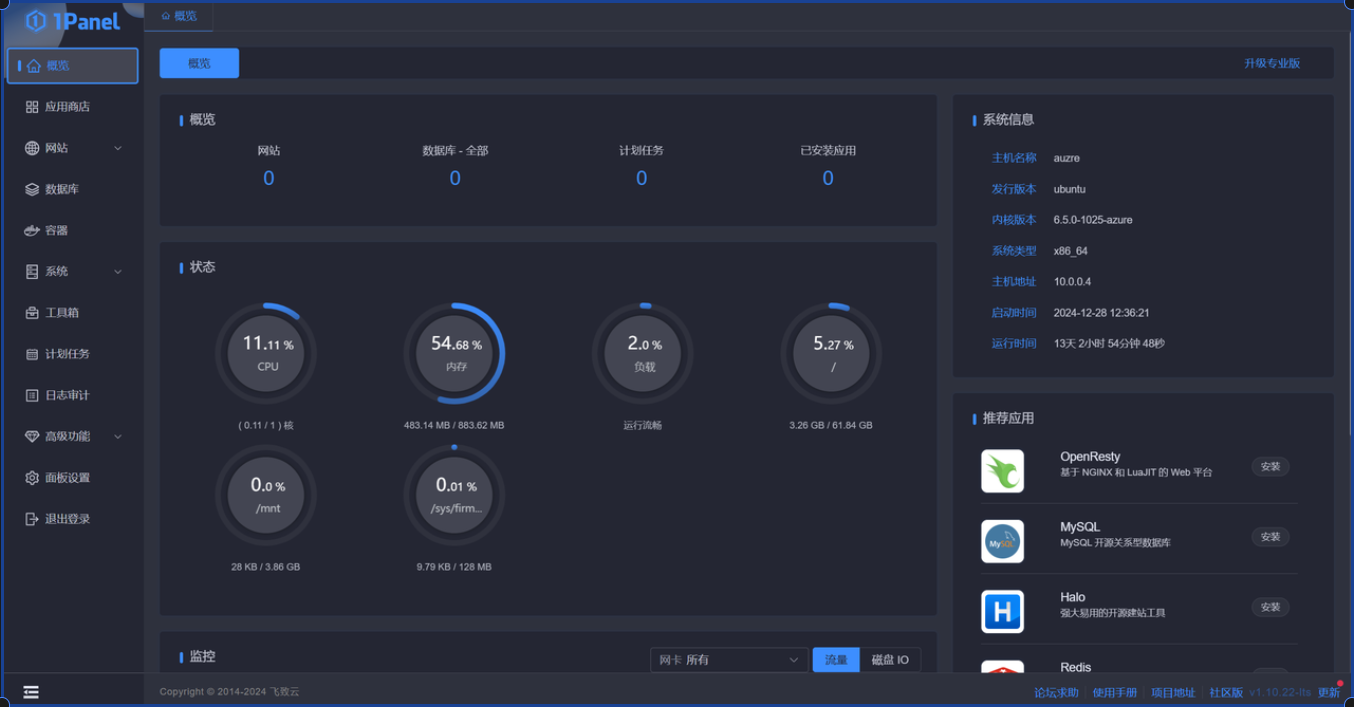 1Panel
概览
应用商店
网站
数据库
容器
系统
工具箱
计划任务
日志审计
高级功能
面板设置
退出登录
概览
概览
升级专业版
概览
网站
0
数据库 - 全部
0
计划任务
0
已安装应用
0
状态
11.11 %
CPU
( 0.11 / 1 ) 核
54.68 %
内存
483.14 MB / 883.62 MB
2.0 %
负载
运行流畅
5.27 %
/
3.26 GB / 61.84 GB
0.0 %
/mnt
28 KB / 3.86 GB
0.01 %
/sys/firm...
9.79 KB / 128 MB
监控
网卡 所有
流量
磁盘 IO
系统信息
主机名称 auzre
发行版本 ubuntu
内核版本 6.5.0-1025-azure
系统类型 x86_64
主机地址 10.0.0.4
启动时间 2024-12-28 12:36:21
运行时间 13天 2小时 54分钟 48秒
推荐应用
OpenResty
基于 NGINX 和 LuaJIT 的 Web 平台
安装
MySQL
MySQL
MySQL 开源关系型数据库
安装
H
Halo
强大易用的开源建站工具
安装
Redis
Copyright © 2014-2024 飞致云
论坛求助 使用手册 项目地址 社区版 v1.10.22-lts 更新